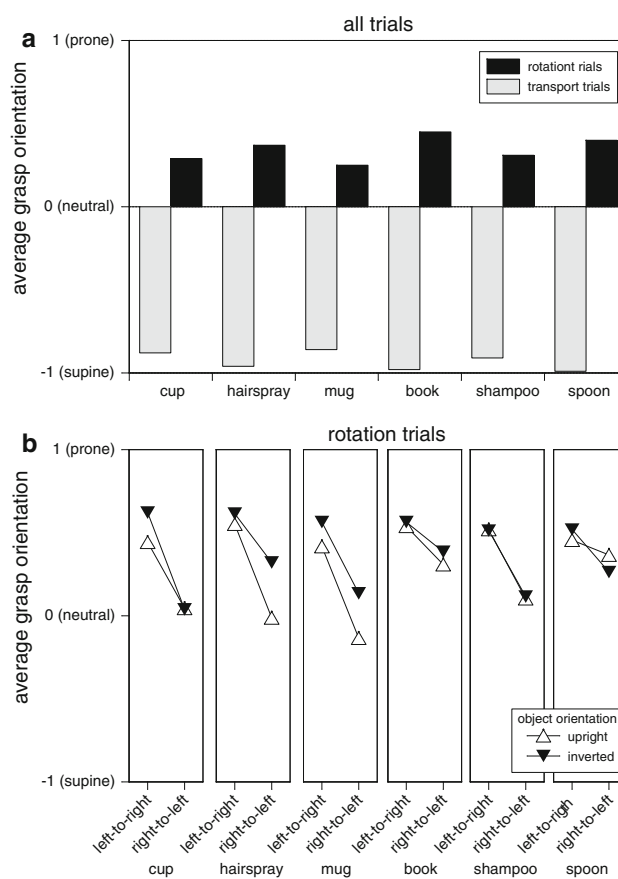 a
all trials
1 (prone)
rotationt rials
transport trials
average grasp orientation
0 (neutral)
-1 (supine)
cup hairspray mug book shampoo spoon
b
rotation trials
1 (prone)
average grasp orientation
0 (neutral)
object orientation
upright
inverted
-1 (supine)
left-to-right right-to-left left-to-right right-to-left left-to-right right-to-left left-to-right right-to-left left-to-right right-to-left left-to-right right-to-left
cup hairspray mug book shampoo spoon